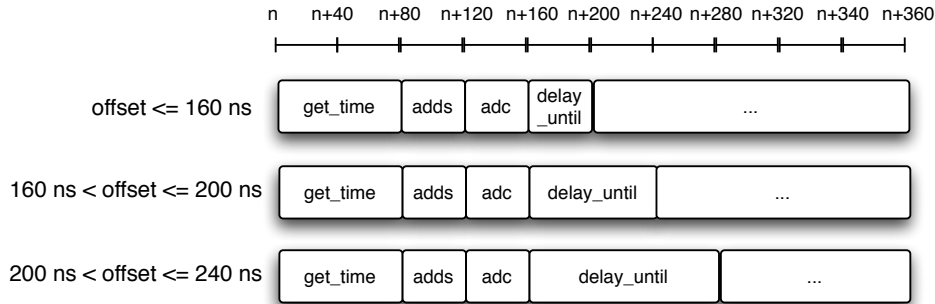 n n+40 n+80 n+120 n+160 n+200 n+240 n+280 n+320 n+340 n+360
offset <= 160 ns get_time adds adc delay
_until ...
160 ns < offset <= 200 ns get_time adds adc delay_until ...
200 ns < offset <= 240 ns get_time adds adc delay_until ...